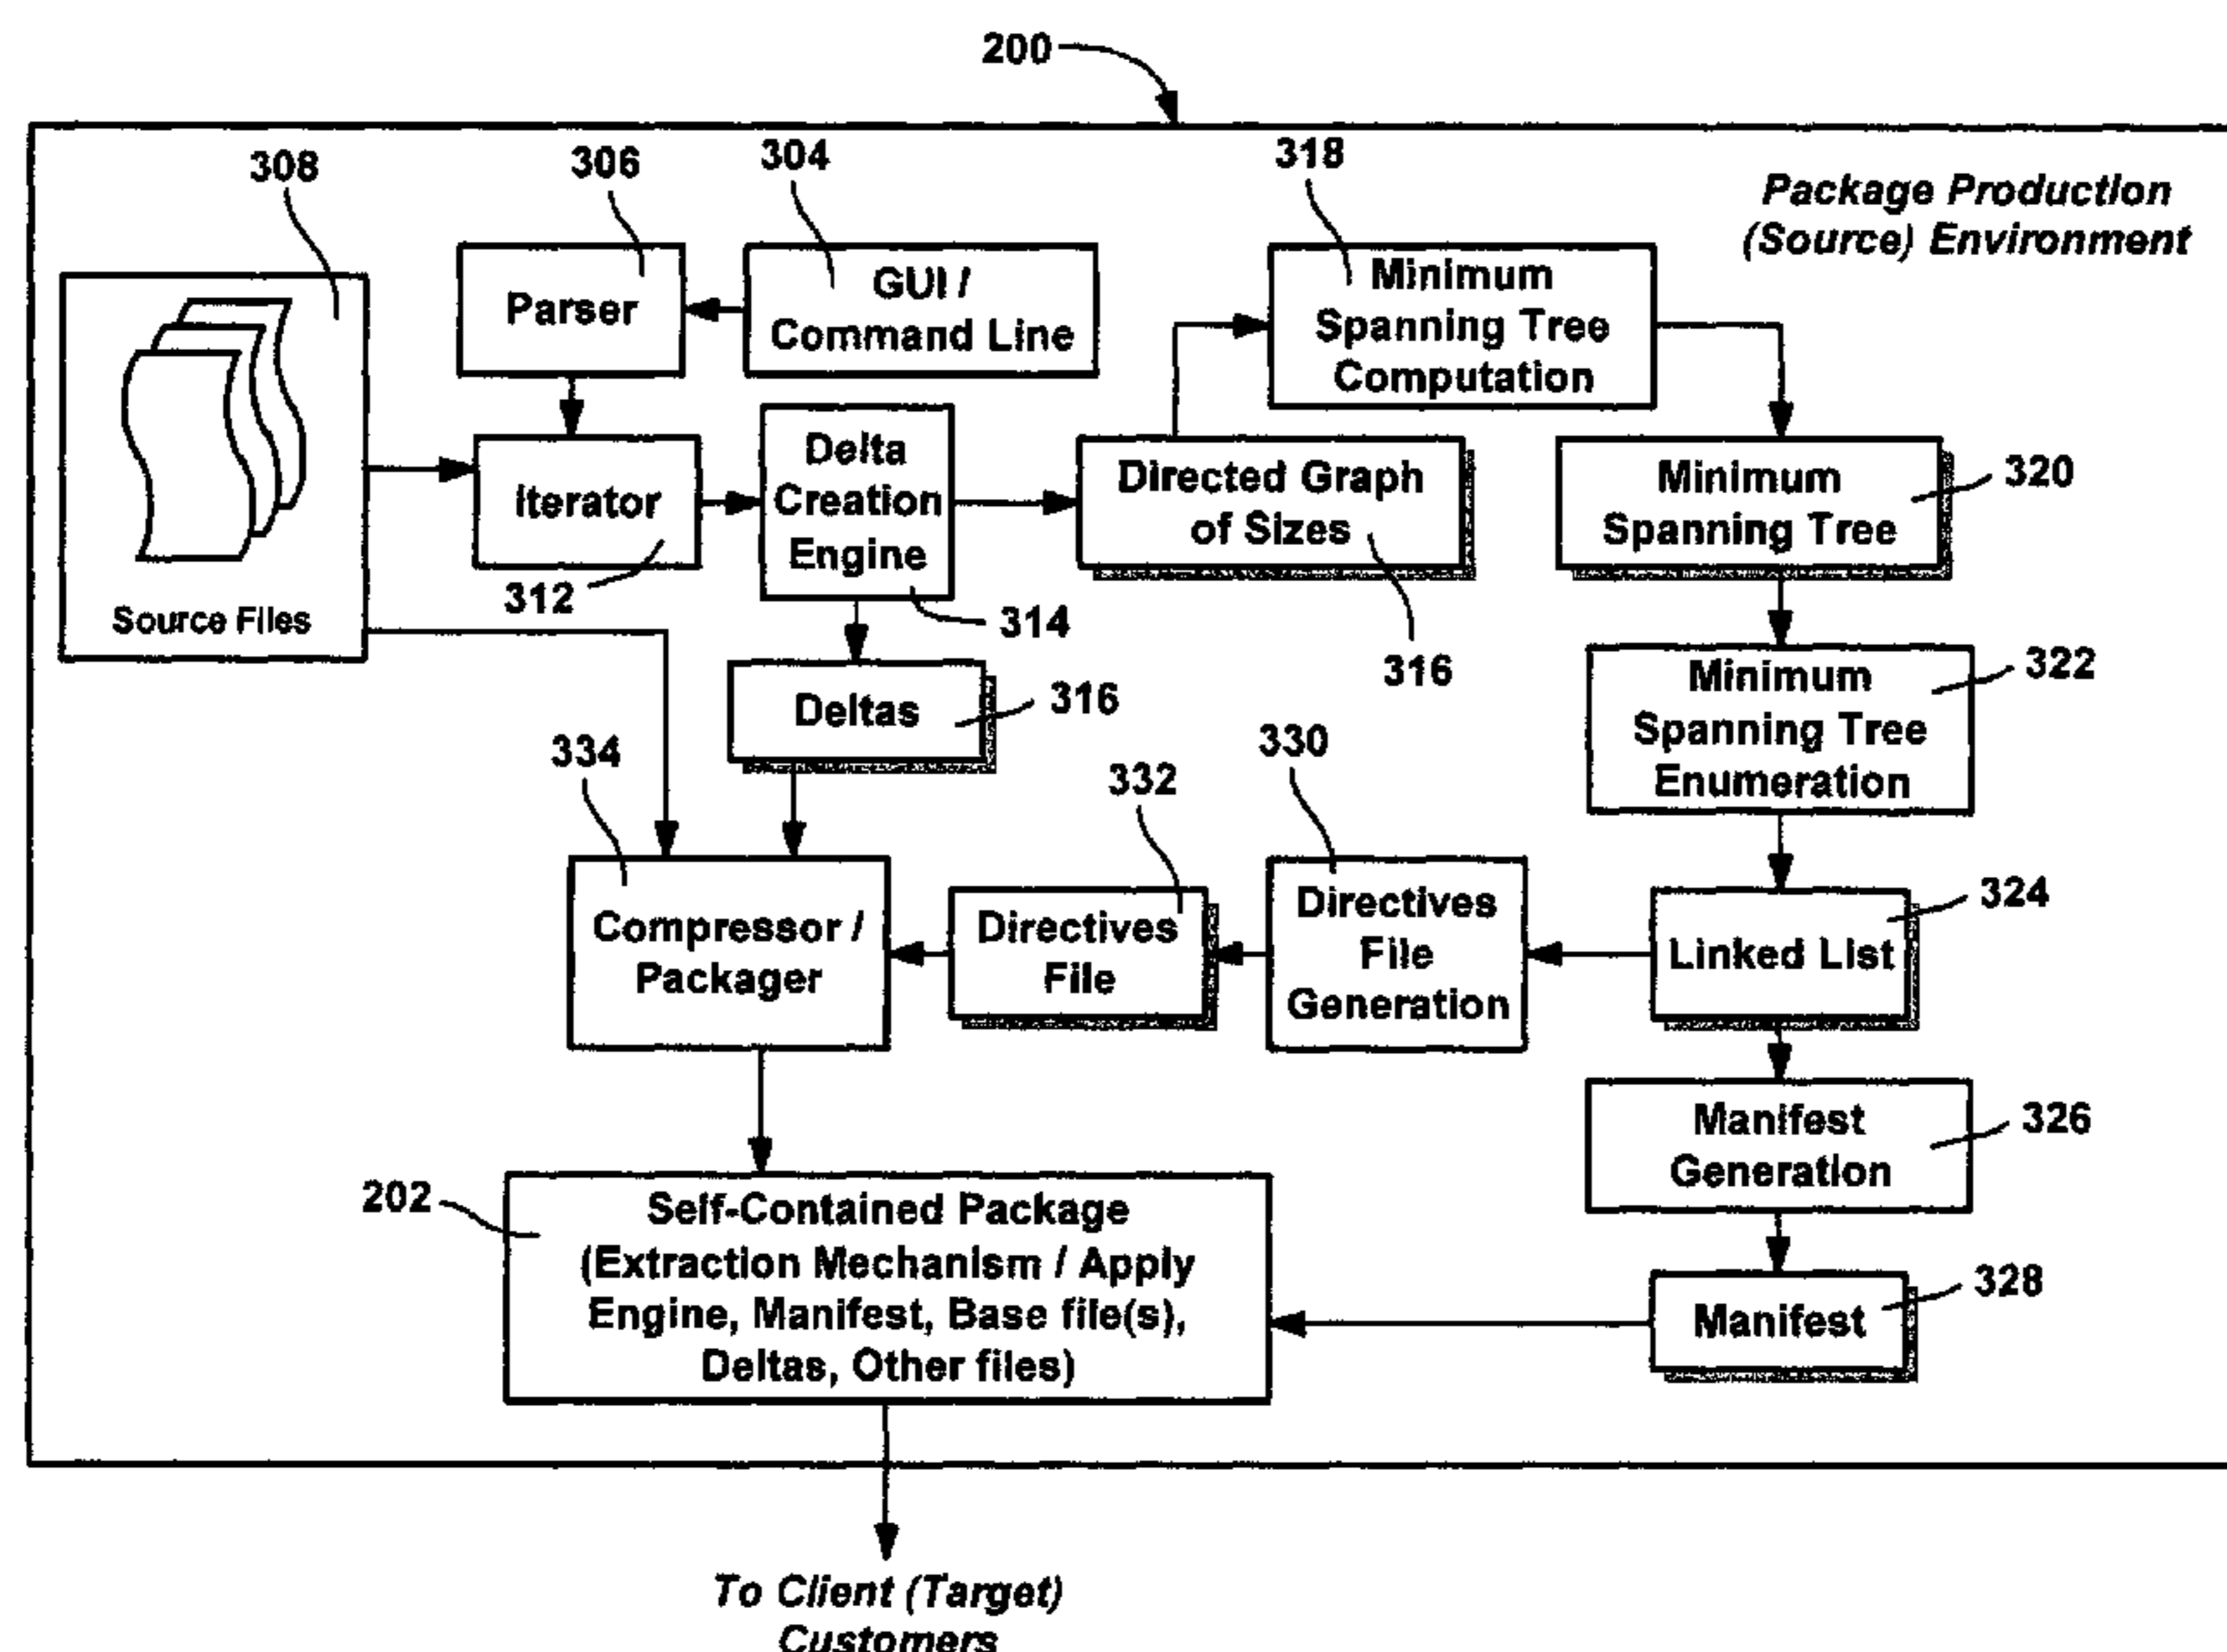 200
308
306
304
318
Package Production
(Source) Environment
Parser
GUI /
Command Line
Minimum
Spanning Tree
Computation
Source Files
Iterator
312
Delta
Creation
Engine
314
Directed Graph
of Sizes
316
Minimum
Spanning Tree
320
Deltas
316
Minimum
Spanning Tree
Enumeration
322
334
332
330
Compressor /
Packager
Directives
File
Directives
File
Generation
Linked List
324
Manifest
Generation
326
202
Self-Contained Package
(Extraction Mechanism / Apply
Engine, Manifest, Base file(s),
Deltas, Other files)
Manifest
328
To Client (Target)
Customers